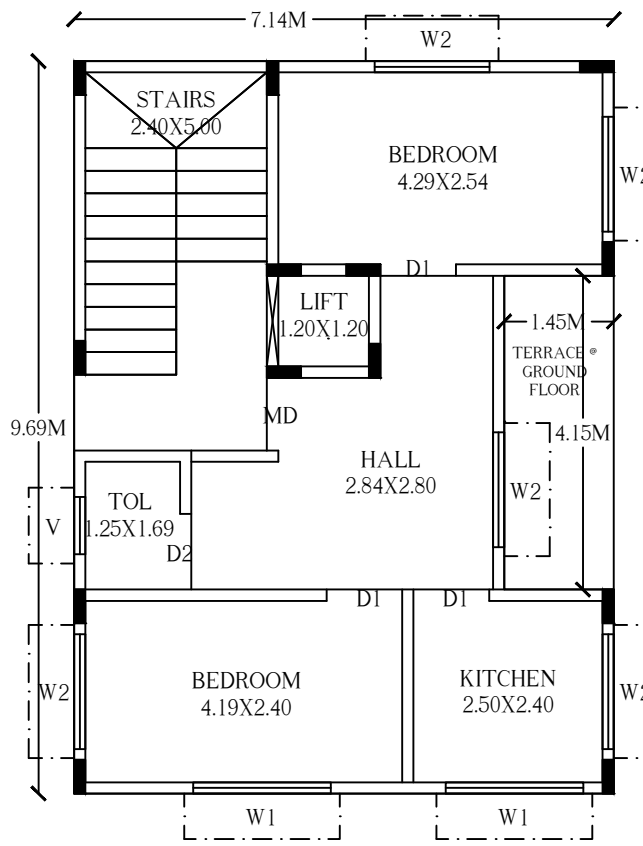 7.14M
W2
STAIRS
2.40X5.00
BEDROOM
4.29X2.54
W2
D1
LIFT
1.20X1.20
1.45M
TERRACE @
GROUND
FLOOR
9.69M
MD
4.15M
HALL
2.84X2.80
W2
TOL
1.25X1.69
V
D2
D1
D1
BEDROOM
4.19X2.40
KITCHEN
2.50X2.40
W2
W2
W1
W1